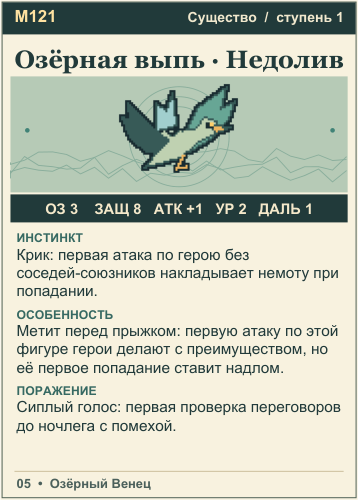 M121
Существо / ступень 1
Озёрная выпь · Недолив
ОЗ 3 ЗАЩ 8 АТК +1 УР 2 ДАЛЬ 1
ИНСТИНКТ
Крик: первая атака по герою без
соседей-союзников накладывает немоту при
попадании.
ОСОБЕННОСТЬ
Метит перед прыжком: первую атаку по этой
фигуре герои делают с преимуществом, но
её первое попадание ставит надлом.
ПОРАЖЕНИЕ
Сиплый голос: первая проверка переговоров
до ночлега с помехой.
05 • Озёрный Венец